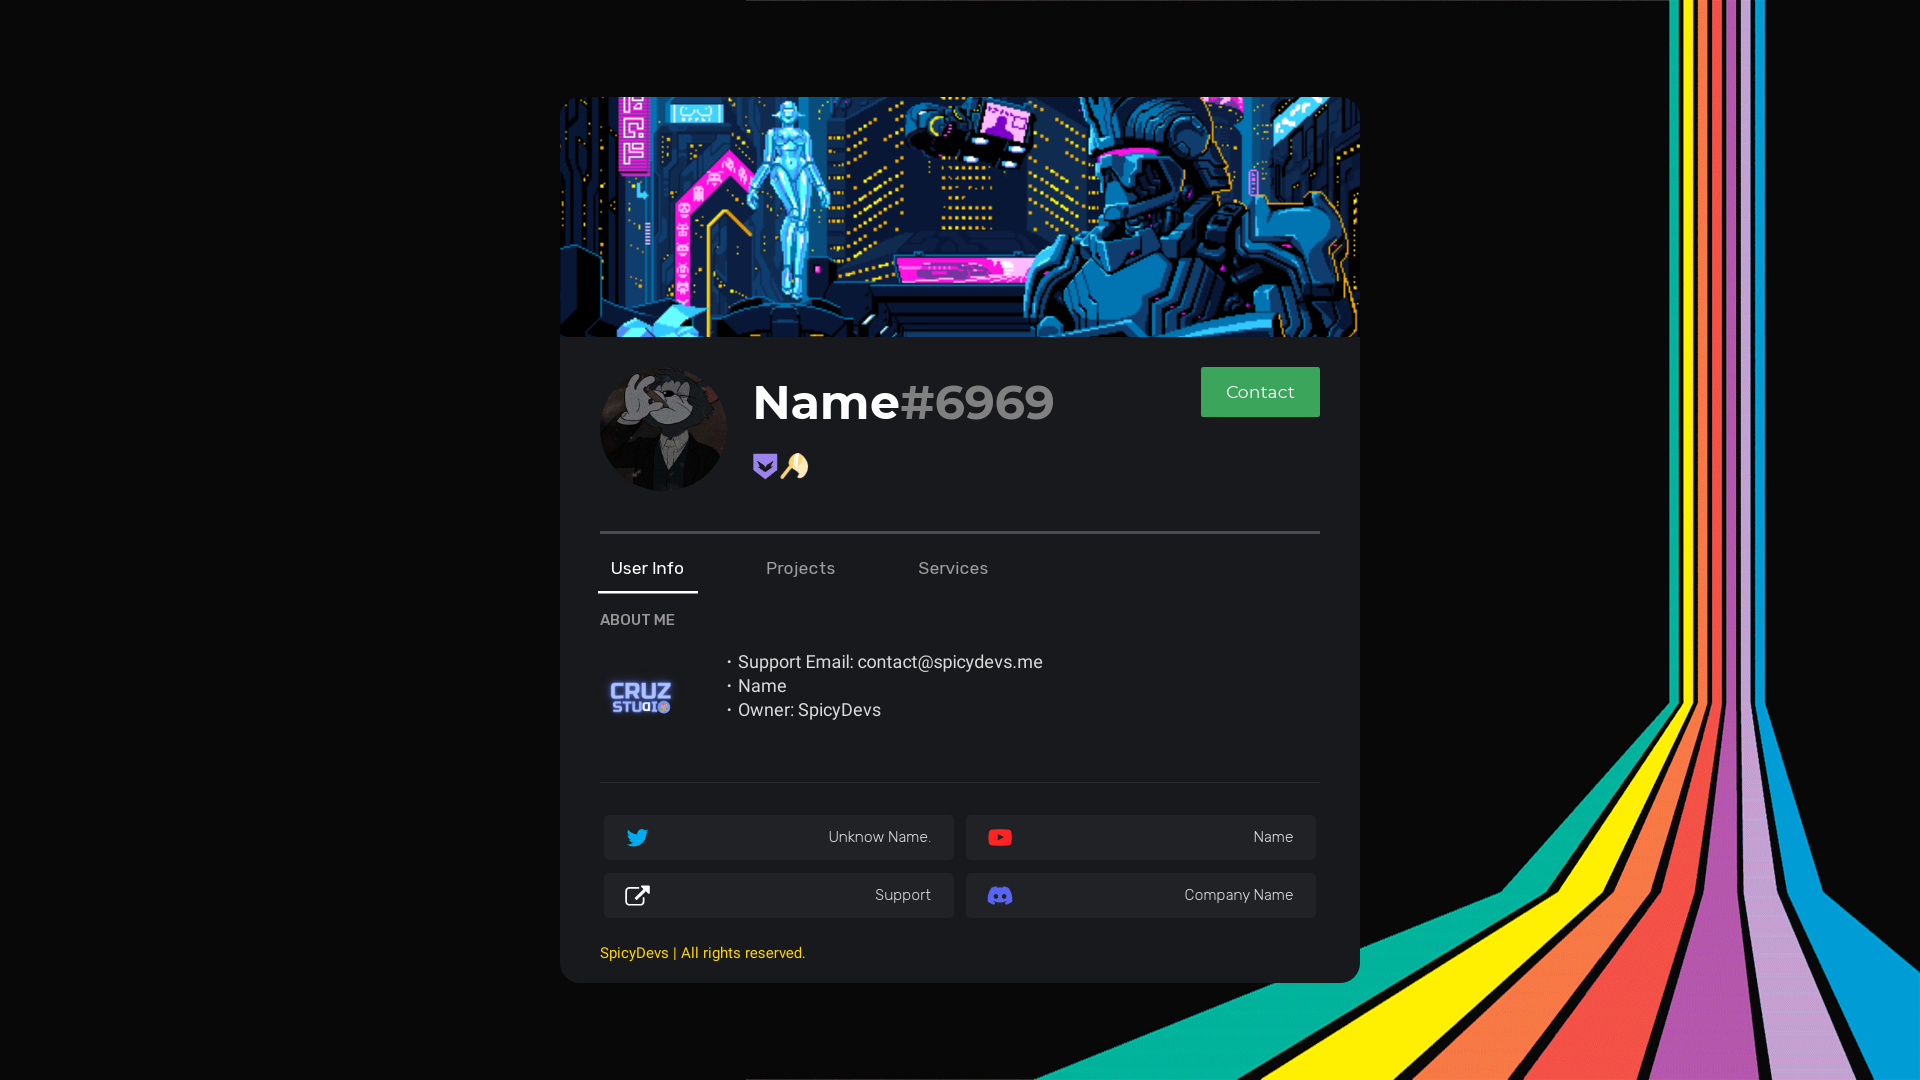 Name#6969
Contact
User Info
Projects
Services
ABOUT ME
CRUZ
STUDIO
• Support Email: contact@spicydevs.me
• Name
• Owner: SpicyDevs
Unknow Name.
Name
Support
Company Name
SpicyDevs | All rights reserved.